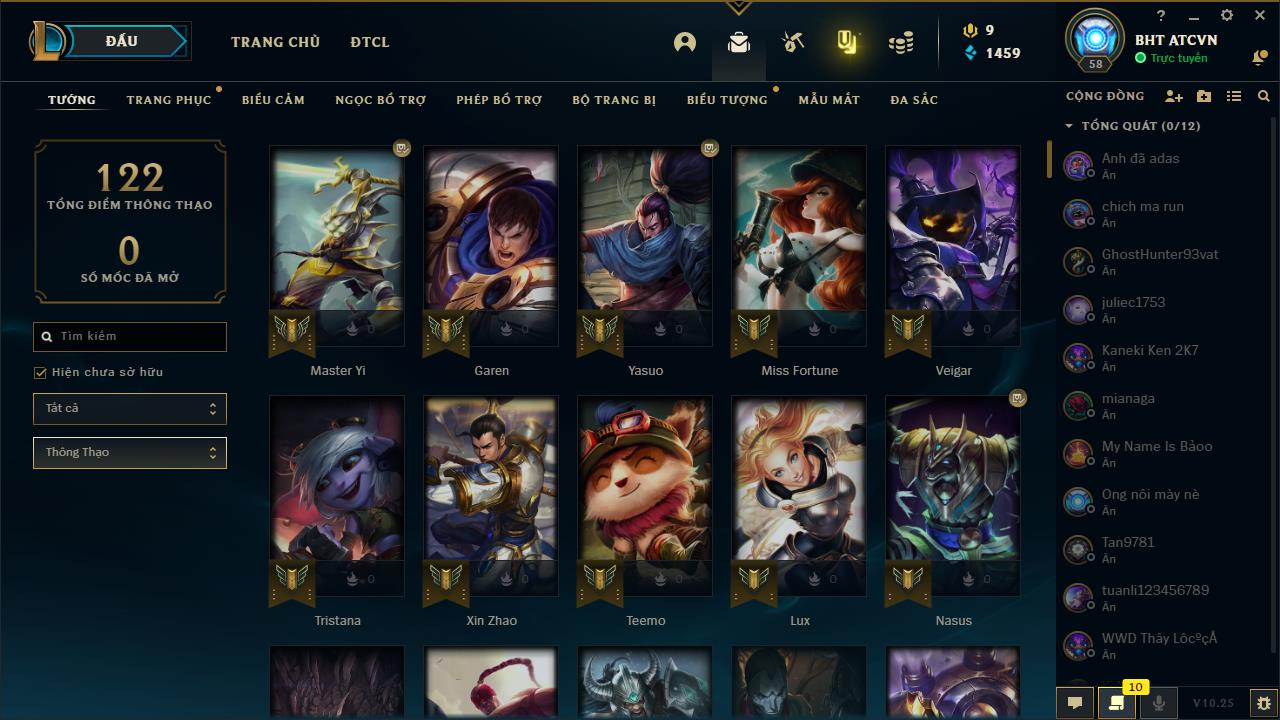 ĐẤU
TRANG CHỦ
ĐTCL
9
1459
?
58
BHT ATCVN
Trực tuyến
TƯỚNG
TRANG PHỤC
BIỂU CẢM
NGỌC BỔ TRỢ
PHÉP BỔ TRỢ
BỘ TRANG BỊ
BIỂU TƯỢNG
MẪU MẮT
ĐA SẮC
122
TỔNG ĐIỂM THÔNG THẠO
0
SỐ MỐC ĐÃ MỞ
Tìm kiếm
Hiện chưa sở hữu
Tất cả
Thông Thạo
0
0
0
0
0
Master Yi
Garen
Yasuo
Miss Fortune
Veigar
0
0
0
0
0
Tristana
Xin Zhao
Teemo
Lux
Nasus
CỘNG ĐỒNG
TỔNG QUÁT (0/12)
Anh đã adas
Ẩn
chich ma run
Ẩn
GhostHunter93vat
Ẩn
juliec1753
Ẩn
Kaneki Ken 2K7
Ẩn
mianaga
Ẩn
My Name Is Bảoo
Ẩn
Ong nôi mày nè
Ẩn
Tan9781
Ẩn
tuanli123456789
Ẩn
WWD Thây LôcºçÅ
Ẩn
10
V10.25